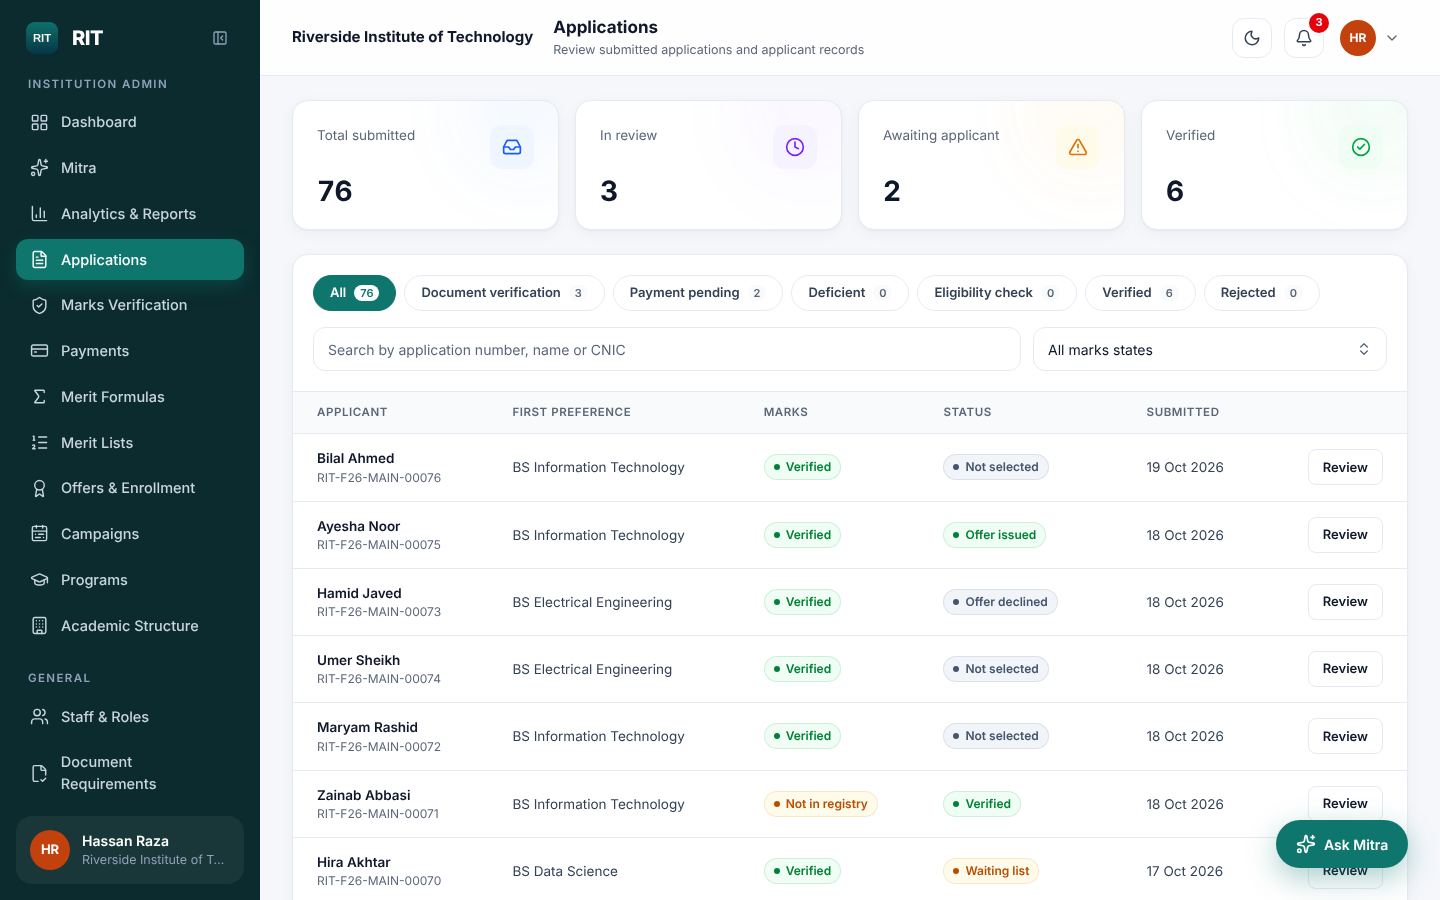 RIT RIT
INSTITUTION ADMIN
Dashboard
Mitra
Analytics & Reports
Applications
Marks Verification
Payments
Merit Formulas
Merit Lists
Offers & Enrollment
Campaigns
Programs
Academic Structure
GENERAL
Staff & Roles
Document
Requirements
HR Hassan Raza
Riverside Institute of T...
Riverside Institute of Technology
Applications
Review submitted applications and applicant records
3
HR
Total submitted
76
In review
3
Awaiting applicant
2
Verified
6
All 76 Document verification 3 Payment pending 2 Deficient 0 Eligibility check 0 Verified 6 Rejected 0
Search by application number, name or CNIC
All marks states
APPLICANT FIRST PREFERENCE MARKS STATUS SUBMITTED
Bilal Ahmed
RIT-F26-MAIN-00076
BS Information Technology Verified Not selected 19 Oct 2026 Review
Ayesha Noor
RIT-F26-MAIN-00075
BS Information Technology Verified Offer issued 18 Oct 2026 Review
Hamid Javed
RIT-F26-MAIN-00073
BS Electrical Engineering Verified Offer declined 18 Oct 2026 Review
Umer Sheikh
RIT-F26-MAIN-00074
BS Electrical Engineering Verified Not selected 18 Oct 2026 Review
Maryam Rashid
RIT-F26-MAIN-00072
BS Information Technology Verified Not selected 18 Oct 2026 Review
Zainab Abbasi
RIT-F26-MAIN-00071
BS Information Technology Not in registry Verified 18 Oct 2026 Review
Hira Akhtar
RIT-F26-MAIN-00070
BS Data Science Verified Waiting list 17 Oct 2026 Review
Ask Mitra